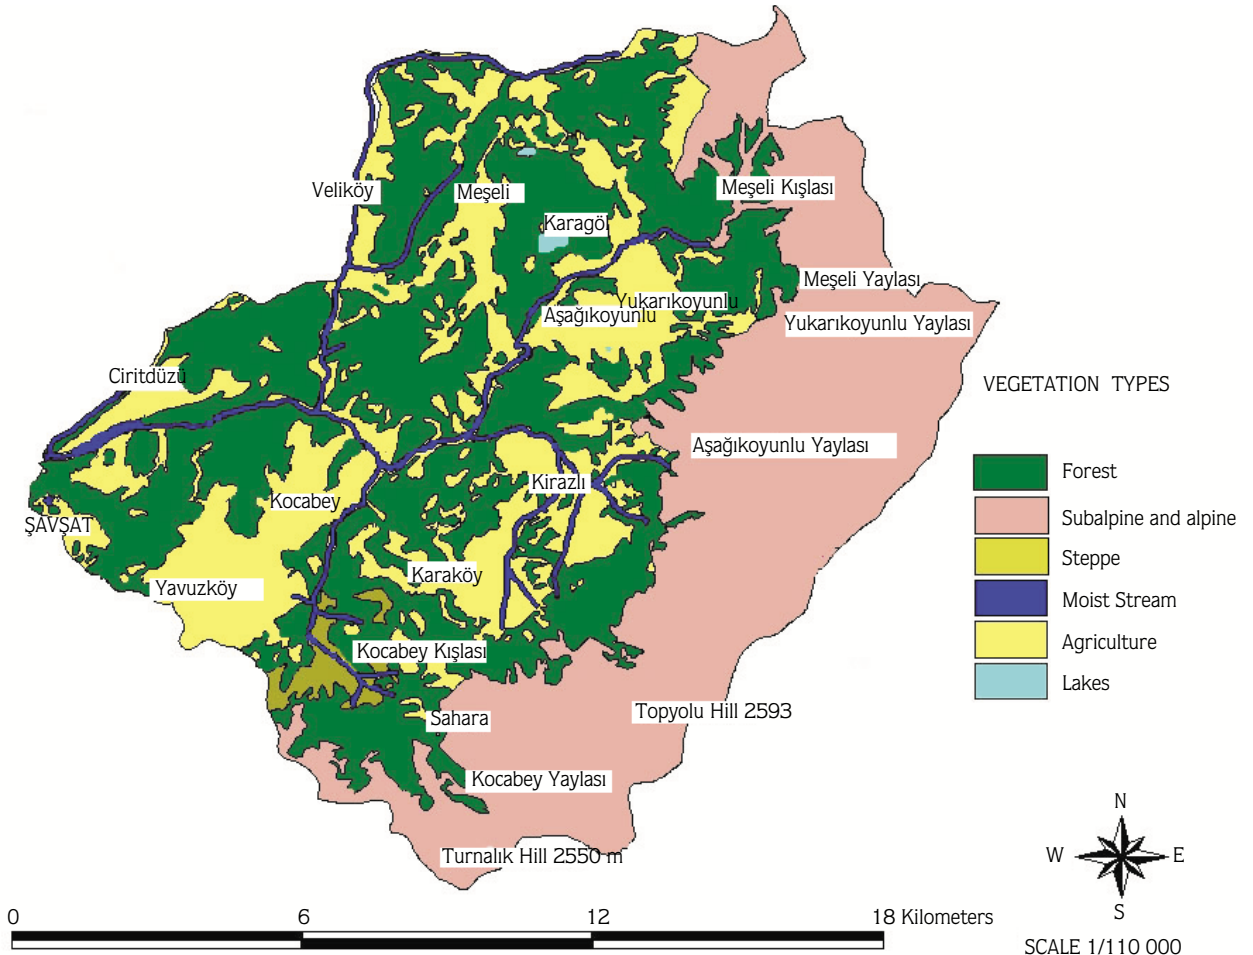 Veliköy
Meşeli
Meşeli Kışlası
Karagöl
Meşeli Yaylası
Yukarıkoyunlu
Aşağıkoyunlu
Yukarıkoyunlu Yaylası
Ciritdüzü
VEGETATION TYPES
Aşağıkoyunlu Yaylası
Forest
Kirazlı
Kocabey
ŞAVŞAT
Subalpine and alpine
Steppe
Karaköy
Yavuzköy
Moist Stream
Kocabey Kışlası
Agriculture
Lakes
Sahara
Topyolu Hill 2593
Kocabey Yaylası
Turnalık Hill 2550 m
N
W E
S
0 6 12 18 Kilometers
SCALE 1/110 000